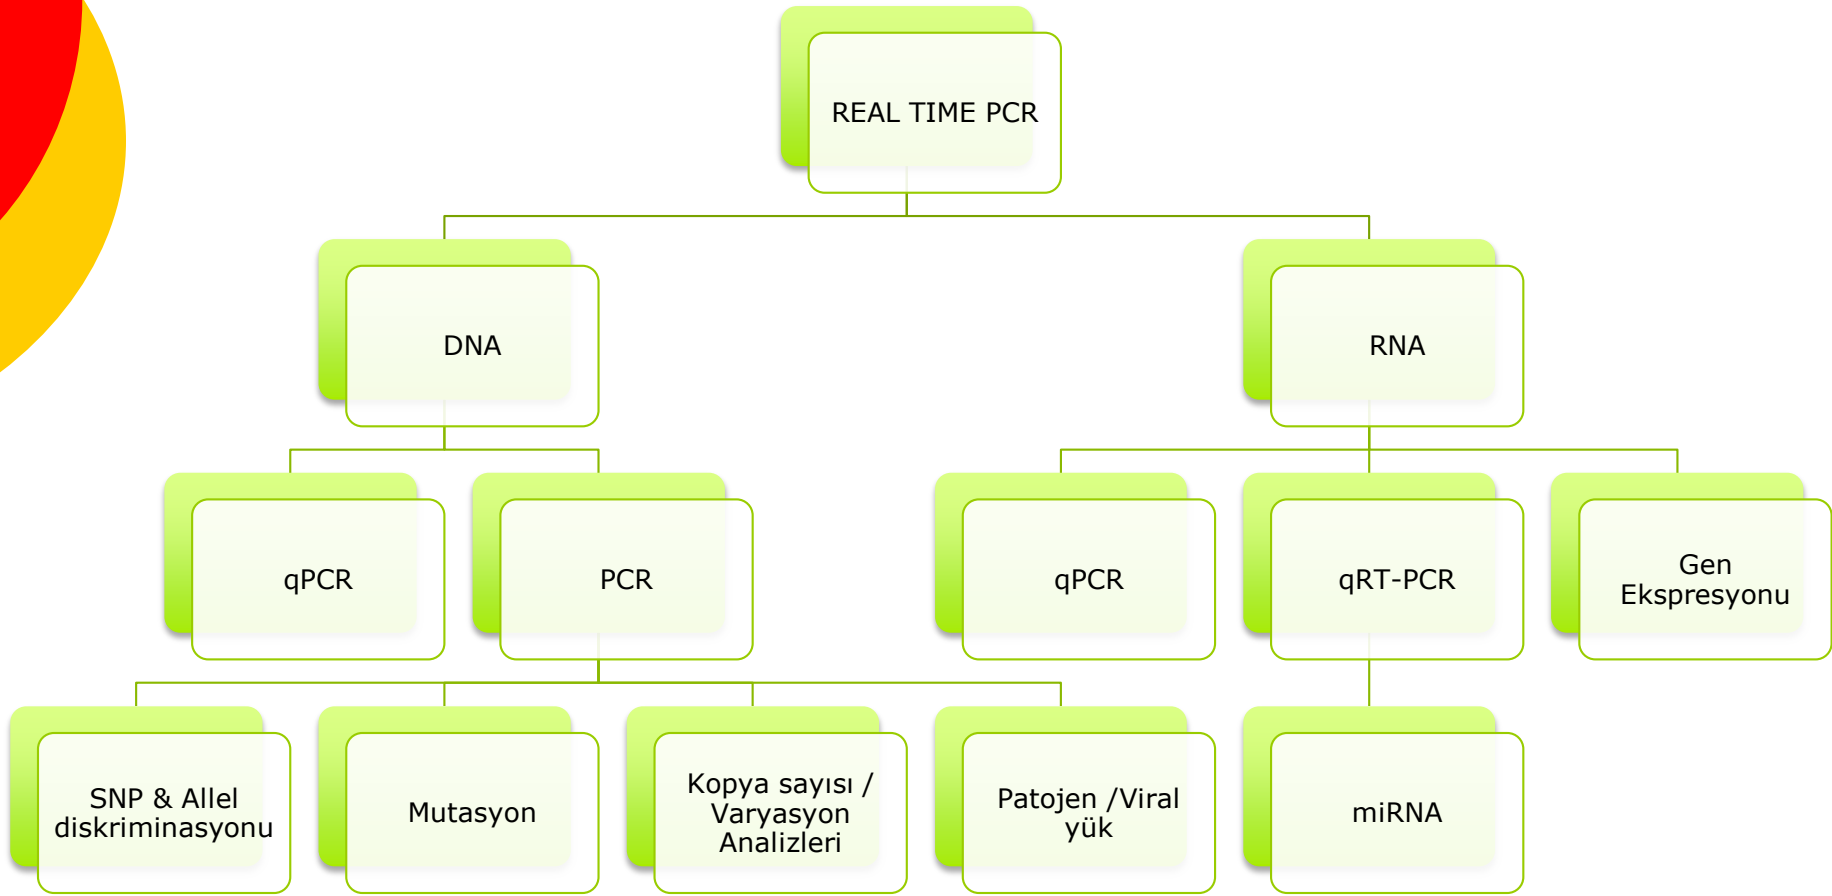 REAL TIME PCR
DNA
RNA
qPCR
PCR
qPCR
qRT-PCR
Gen
Ekspresyonu
SNP & Allel
diskriminasyonu
Mutasyon
Kopya sayısı /
Varyasyon
Analizleri
Patojen /Viral
yük
miRNA